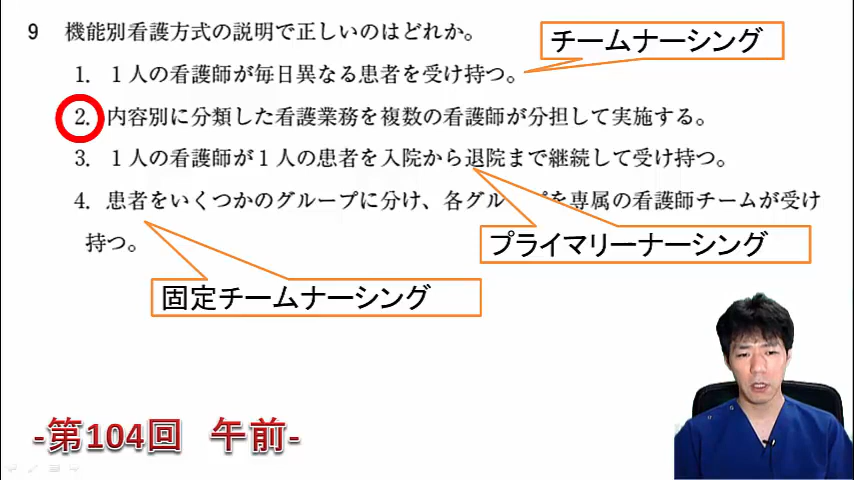 9 機能別看護方式の説明で正しいのはどれか。
チームナーシング
1. 1人の看護師が毎日異なる患者を受け持つ。
2. 内容別に分類した看護業務を複数の看護師が分担して実施する。
3. 1人の看護師が1人の患者を入院から退院まで継続して受け持つ。
4. 患者をいくつかのグループに分け、各グループを専属の看護師チームが受け
持つ。
プライマリーナーシング
固定チームナーシング
-第104回 午前-